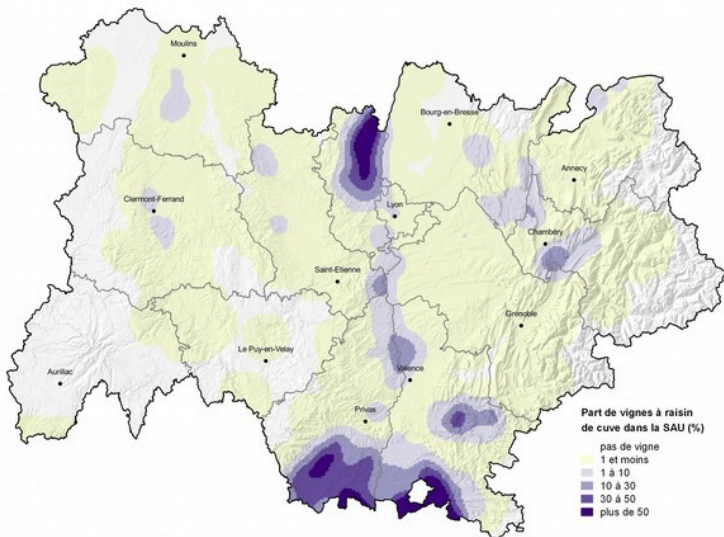 Moulins
Bourg-en-Bresse
Annecy
Clermont-Ferrand
Lyon
Chambéry
Saint-Etienne
Grenoble
Le Puy-en-Velay
Aurillac
Valence
Privas
Part de vignes à raisin
de cuve dans la SAU (%)
pas de vigne
1 et moins
1 à 10
10 à 30
30 à 50
plus de 50